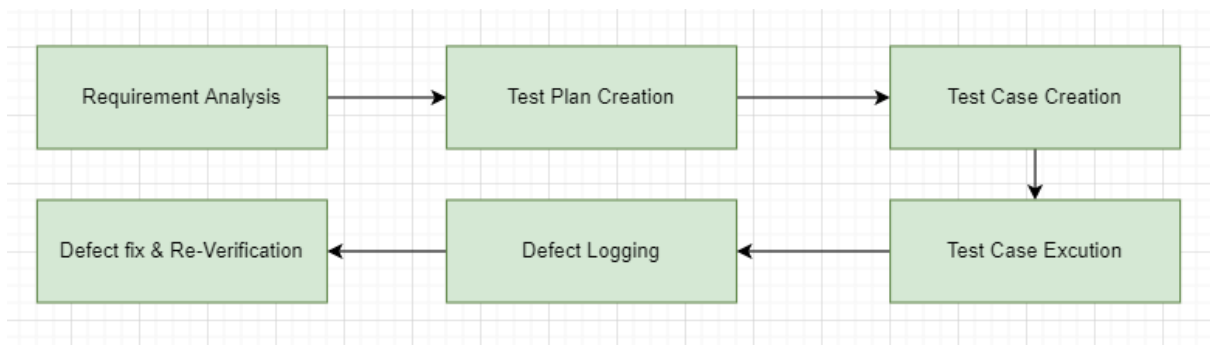 Requirement Analysis
Test Plan Creation
Test Case Creation
Defect fix & Re-Verification
Defect Logging
Test Case Excution